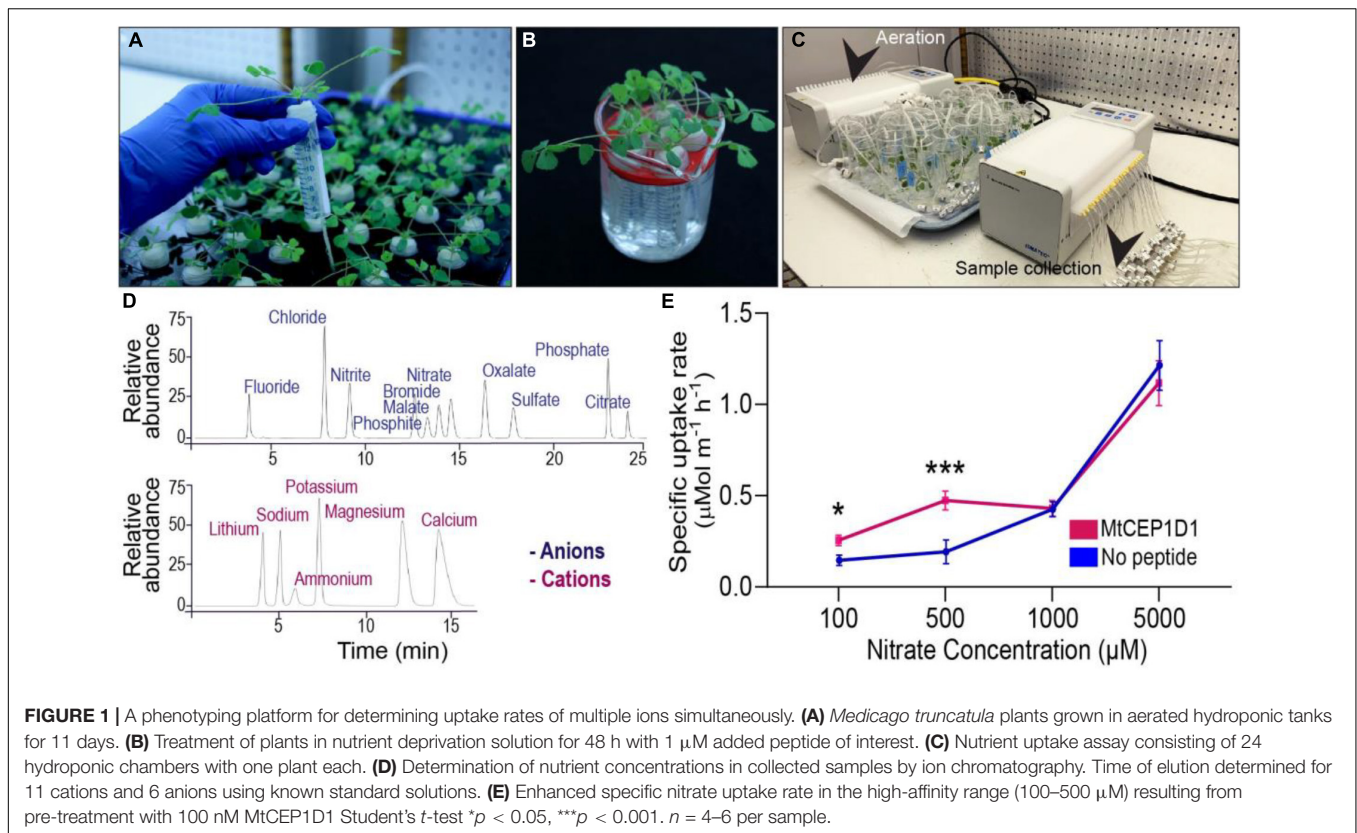 A
B
C
Aeration
Sample collection
D
Relative
abundance
75
50
25
0
Fluoride
Chloride
Nitrite
Nitrate
Bromide
Malate
Phosphite
Oxalate
Sulfate
Phosphate
Citrate
5
10
15
20
25
Relative
abundance
75
50
25
0
Lithium
Sodium
Potassium
Ammonium
Magnesium
Calcium
5
10
15
Time (min)
- Anions
- Cations
E
Specific uptake rate
(µMol m⁻¹ h⁻¹)
1.5
1.0
0.5
0.0
*
***
MtCEP1D1
No peptide
100
500
1000
5000
Nitrate Concentration (µM)
FIGURE 1 | A phenotyping platform for determining uptake rates of multiple ions simultaneously. (A) Medicago truncatula plants grown in aerated hydroponic tanks
for 11 days. (B) Treatment of plants in nutrient deprivation solution for 48 h with 1 µM added peptide of interest. (C) Nutrient uptake assay consisting of 24
hydroponic chambers with one plant each. (D) Determination of nutrient concentrations in collected samples by ion chromatography. Time of elution determined for
11 cations and 6 anions using known standard solutions. (E) Enhanced specific nitrate uptake rate in the high-affinity range (100–500 µM) resulting from
pre-treatment with 100 nM MtCEP1D1 Student's t-test *p < 0.05, ***p < 0.001. n = 4–6 per sample.